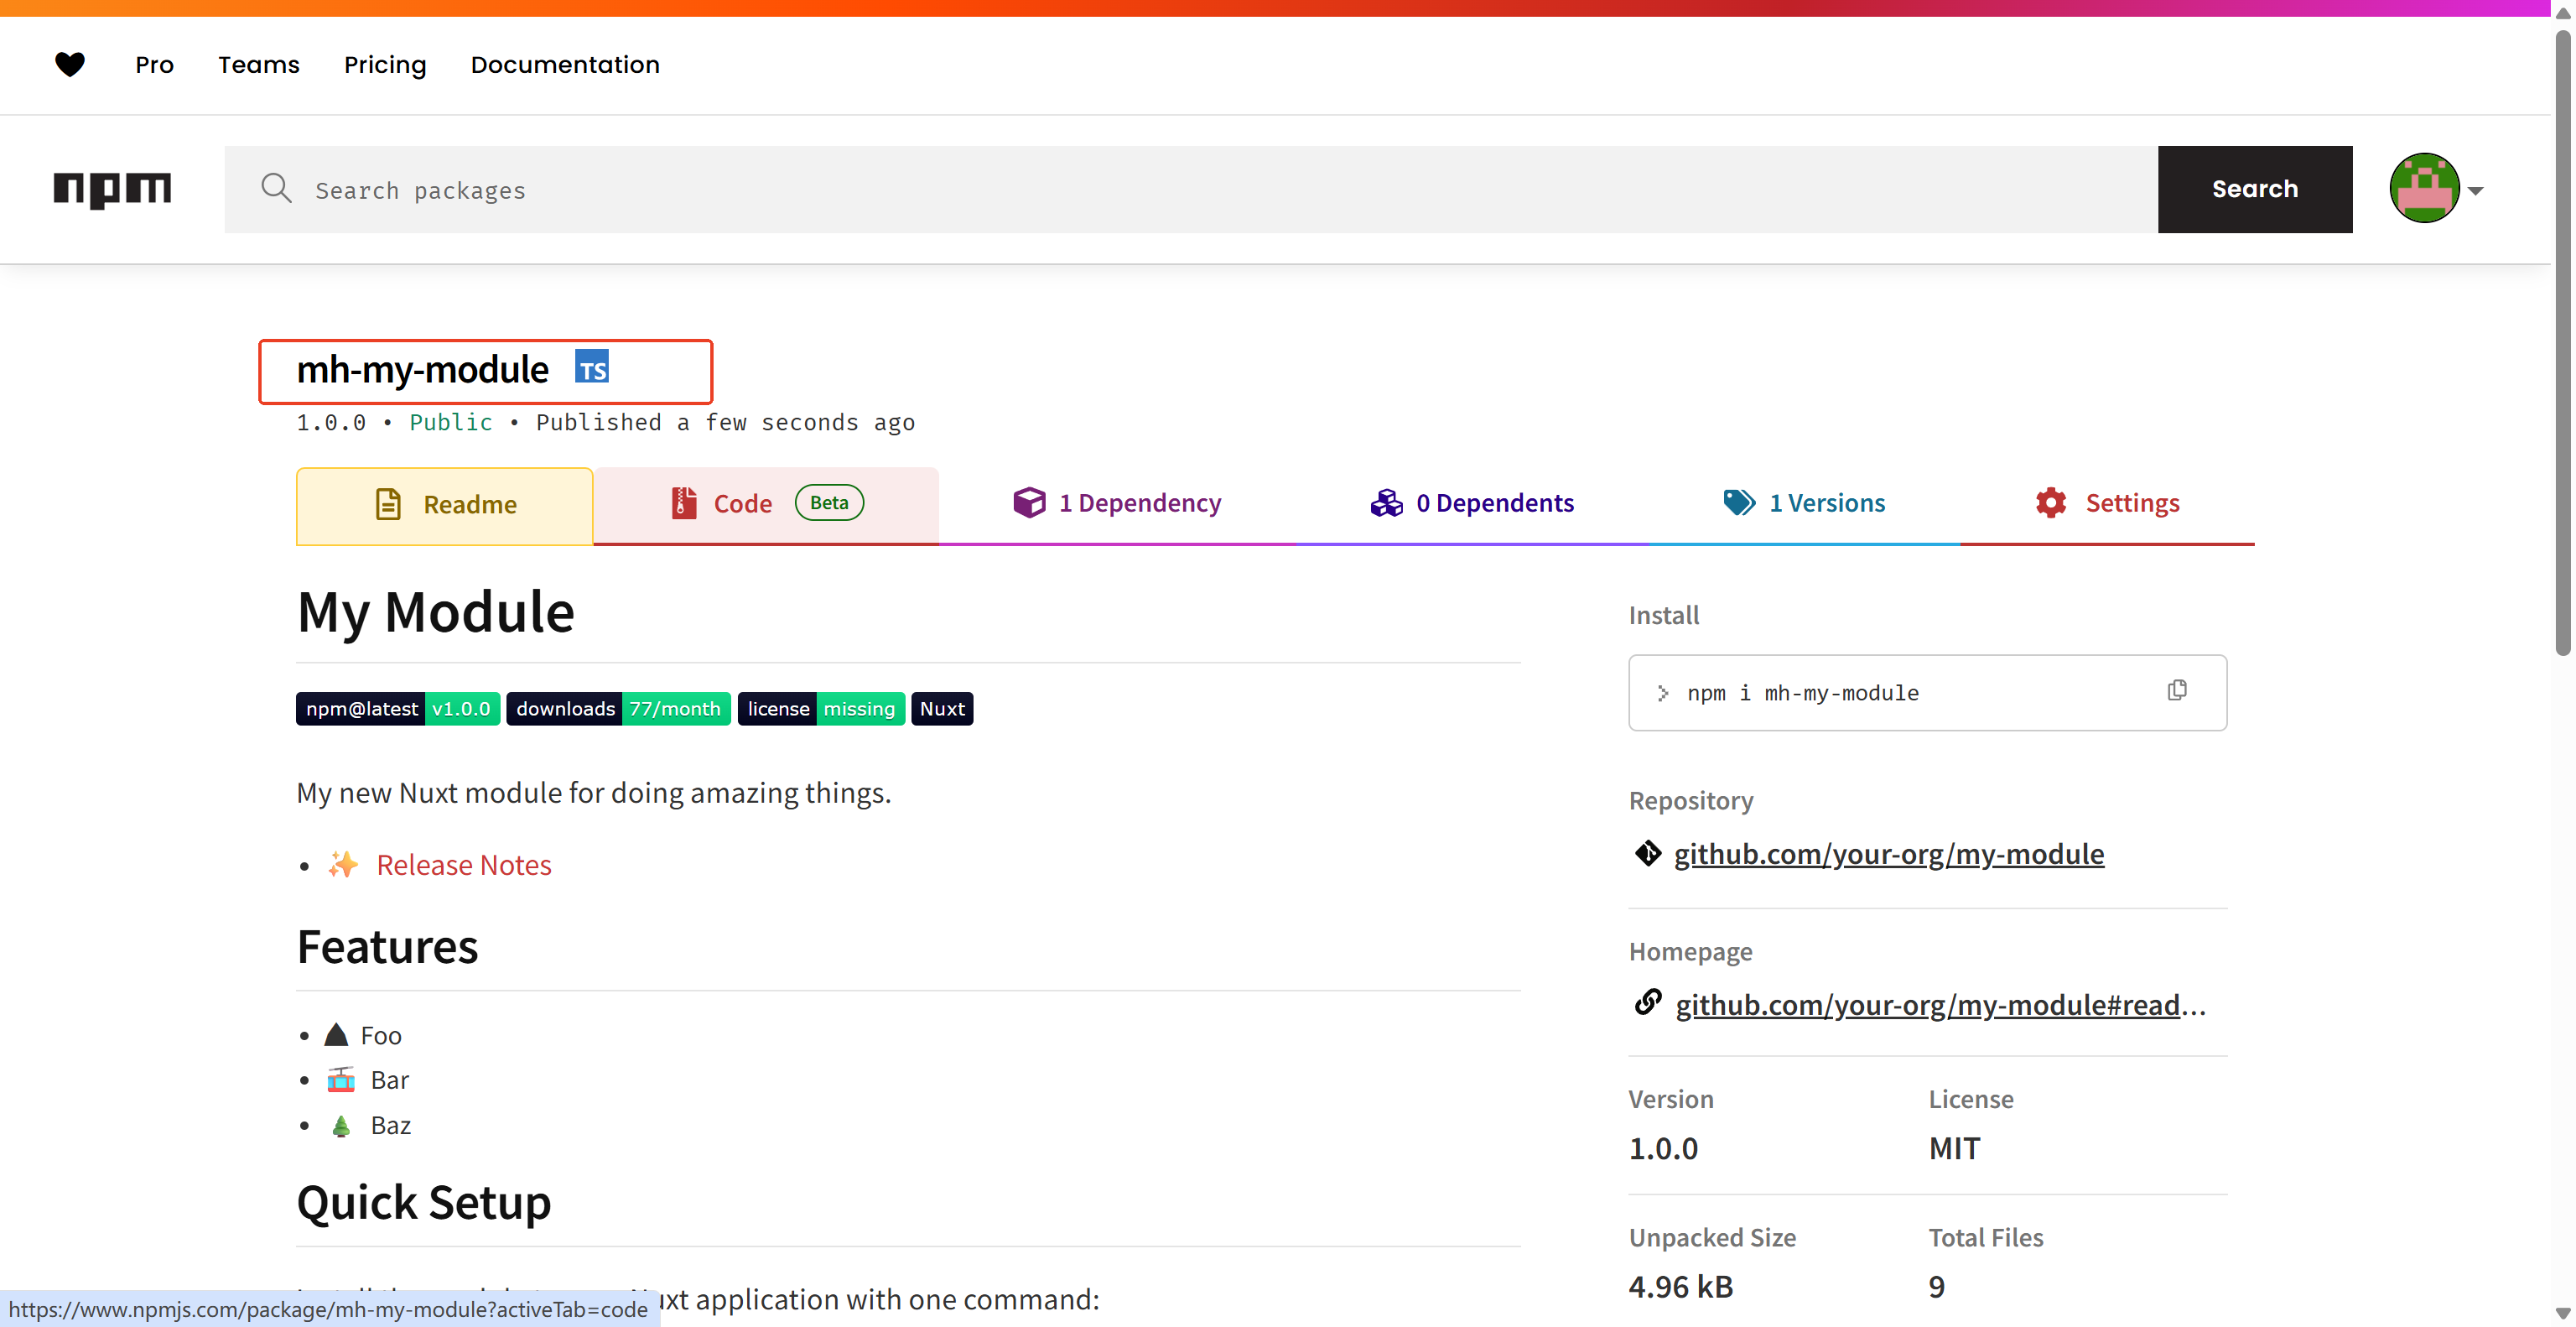 Pro Teams Pricing Documentation
npm Search packages Search
mh-my-module TS
1.0.0 • Public • Published a few seconds ago
Readme Code Beta 1 Dependency 0 Dependents 1 Versions Settings
My Module
npm@latest v1.0.0 downloads 77/month license missing Nuxt
My new Nuxt module for doing amazing things.
• ✨ Release Notes
Features
• Foo
• 🚠 Bar
• 🌲 Baz
Quick Setup
application with one command:
Install
npm i mh-my-module
Repository
github.com/your-org/my-module
Homepage
github.com/your-org/my-module#read...
Version License
1.0.0 MIT
Unpacked Size Total Files
4.96 kB 9
https://www.npmjs.com/package/mh-my-module?activeTab=code